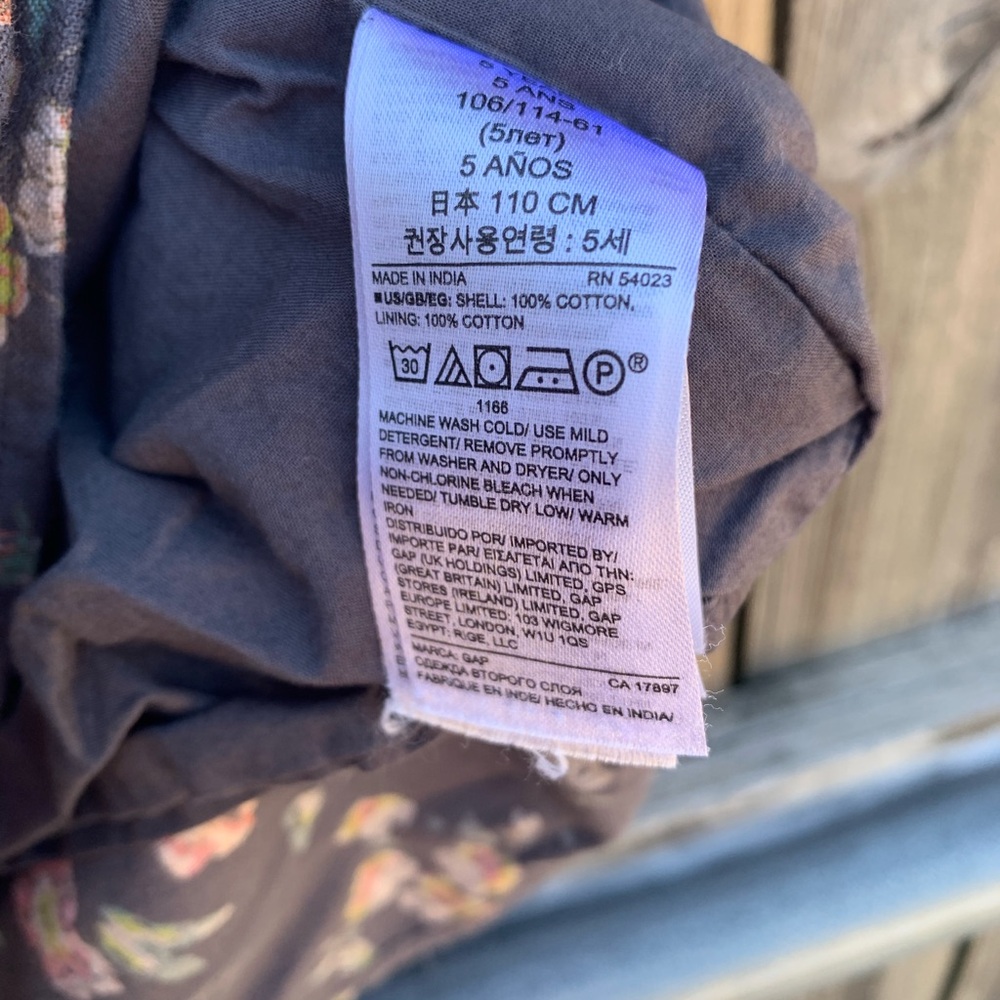 5 YEARS
5 ANS
106/114-61
(5лет)
5 AÑOS
日本 110 CM
권장사용연령 : 5세
MADE IN INDIA RN 54023
US/GB/EG: SHELL: 100% COTTON,
LINING: 100% COTTON
30 P ®
1166
MACHINE WASH COLD/ USE MILD
DETERGENT/ REMOVE PROMPTLY
FROM WASHER AND DRYER/ ONLY
NON-CHLORINE BLEACH WHEN
NEEDED/ TUMBLE DRY LOW/ WARM
IRON
DISTRIBUIDO POR/ IMPORTED BY/
IMPORTE PAR/ ΕΙΣΑΓΕΤΑΙ ΑΠΟ ΤΗΝ:
GAP (UK HOLDINGS) LIMITED, GPS
(GREAT BRITAIN) LIMITED, GAP
STORES (IRELAND) LIMITED, GAP
EUROPE LIMITED: 103 WIGMORE
STREET, LONDON, W1U 1QS
EGYPT: RIGE, LLC
MARCA: GAP CA 17897
ОДЕЖДА ВТОРОГО СЛОЯ
FABRIQUE EN INDE/ HECHO EN INDIA/